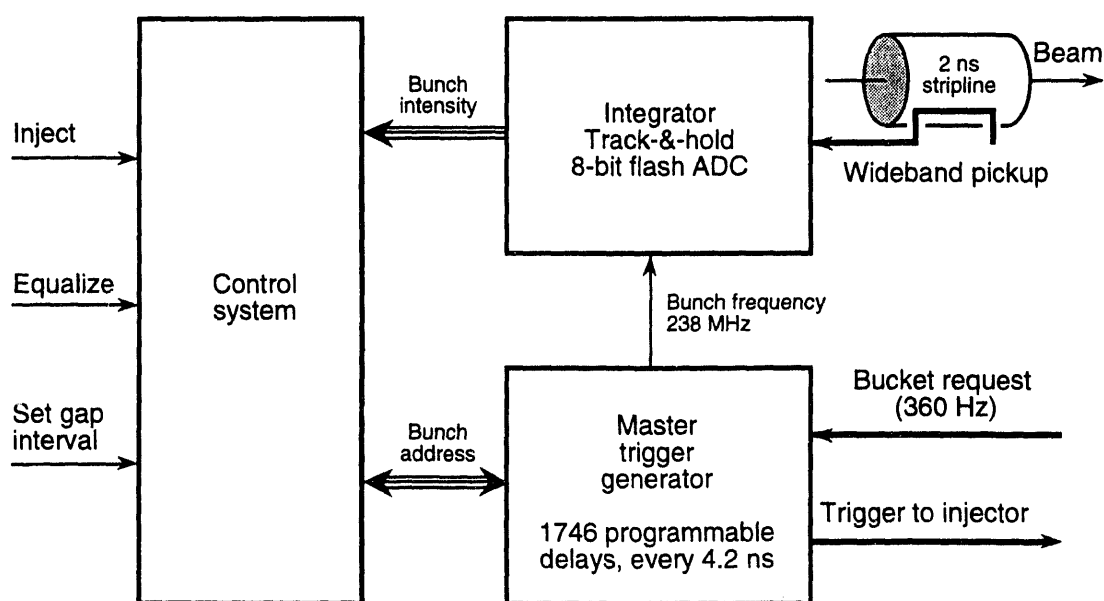 Inject
Equalize
Set gap
interval
Control
system
Bunch
intensity
Bunch
address
Integrator
Track-&-hold
8-bit flash ADC
Bunch frequency
238 MHz
Master
trigger
generator
1746 programmable
delays, every 4.2 ns
2 ns
stripline
Beam
Wideband pickup
Bucket request
(360 Hz)
Trigger to injector